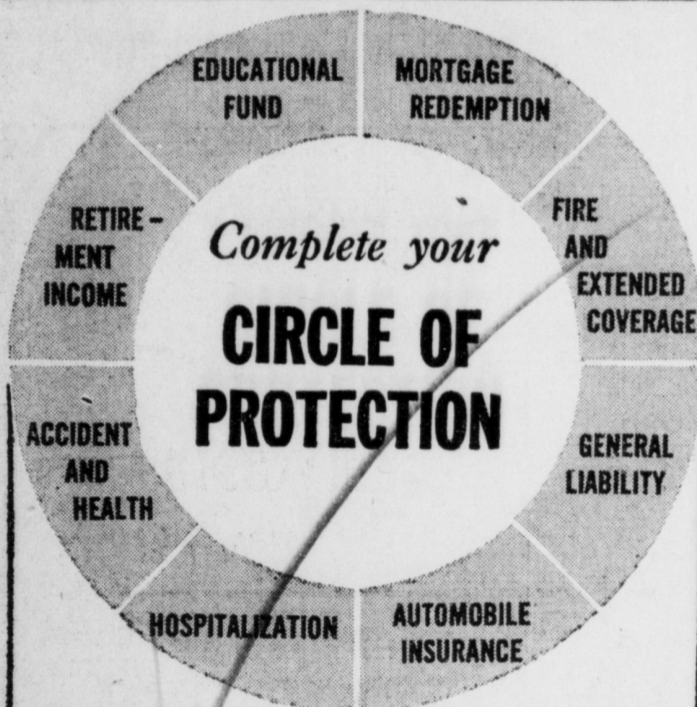 EDUCATIONAL
FUND
MORTGAGE
REDEMPTION
FIRE
AND
EXTENDED
COVERAGE
GENERAL
LIABILITY
AUTOMOBILE
INSURANCE
HOSPITALIZATION
ACCIDENT
AND
HEALTH
RETIRE-
MENT
INCOME
Complete your
CIRCLE OF
PROTECTION